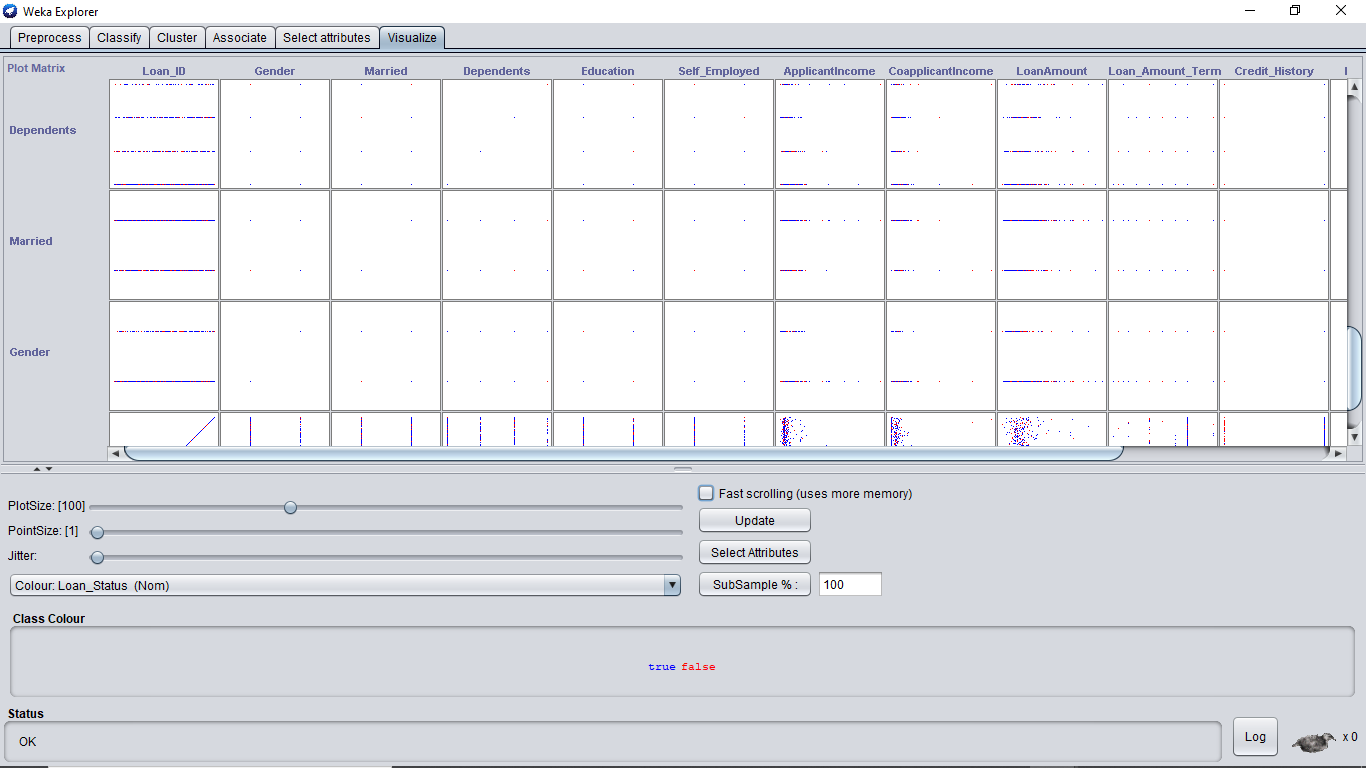 Weka Explorer
Preprocess Classify Cluster Associate Select attributes Visualize
Plot Matrix Loan_ID Gender Married Dependents Education Self_Employed ApplicantIncome CoapplicantIncome LoanAmount Loan_Amount_Term Credit_History
Dependents
Married
Gender
PlotSize: [100]
Fast scrolling (uses more memory)
PointSize: [1]
Update
Jitter:
Select Attributes
Colour: Loan_Status (Nom)
SubSample % :
100
Class Colour
true false
Status
OK
Log
x 0